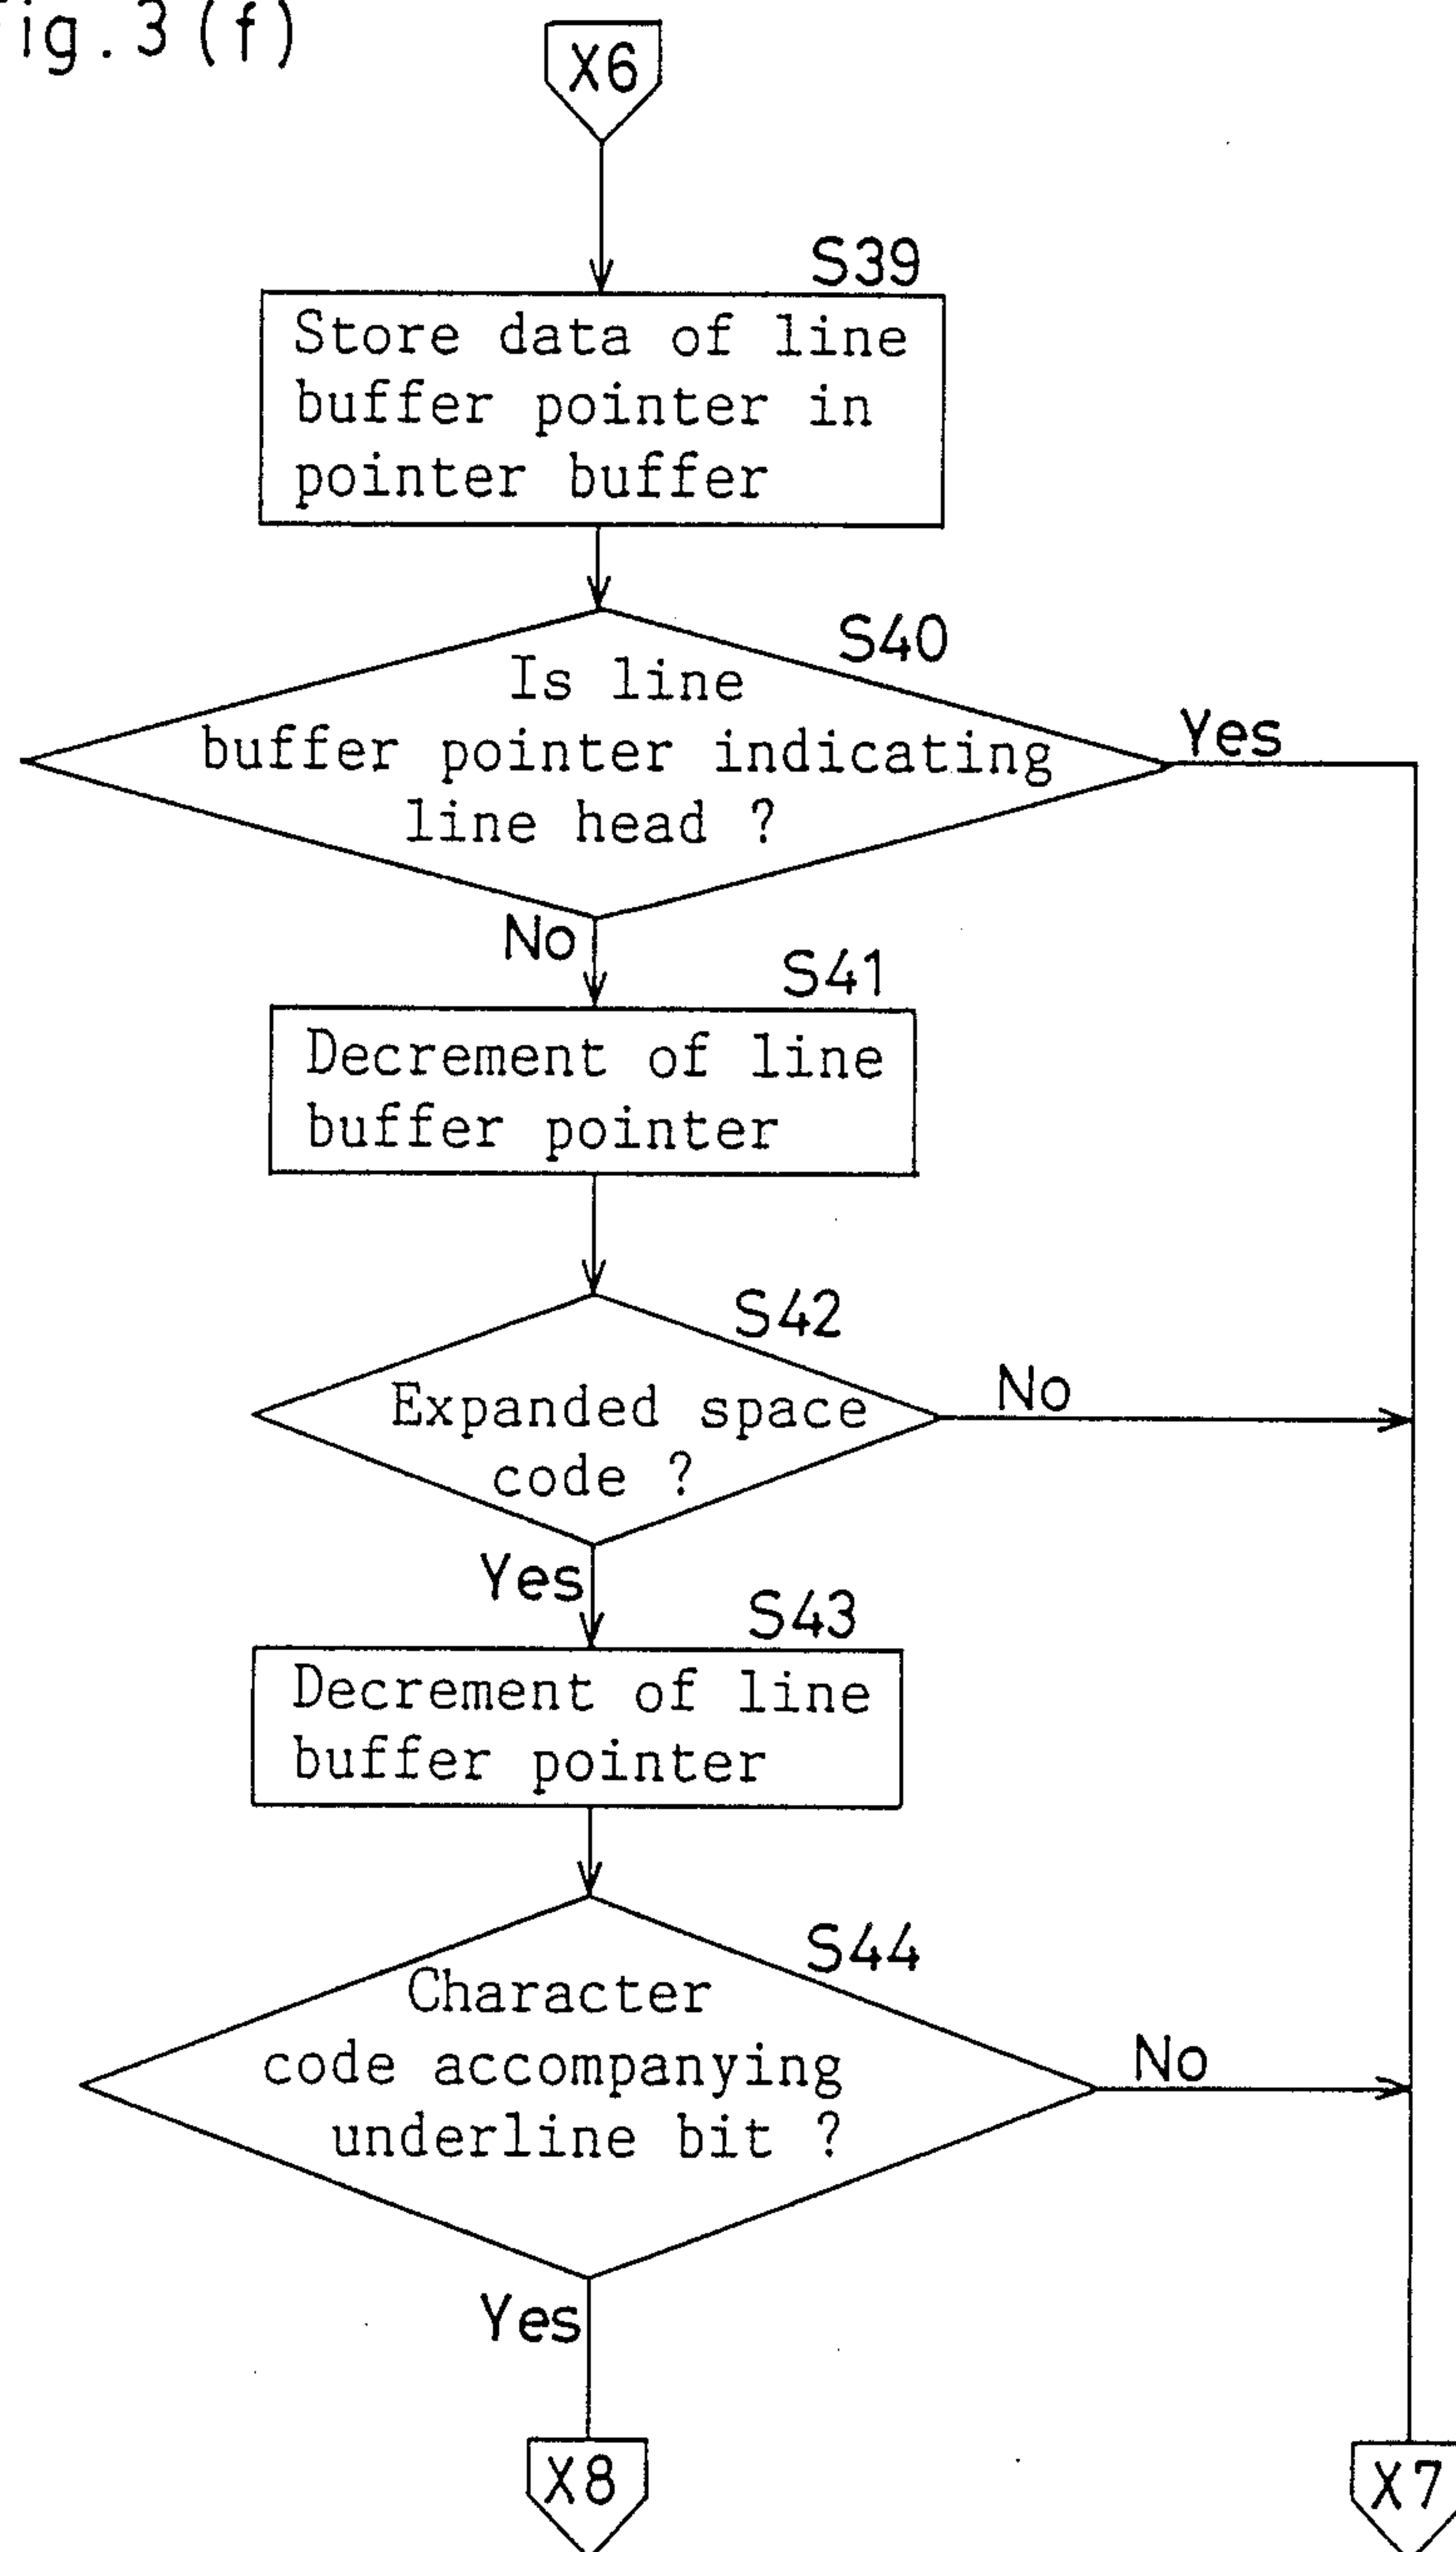 ig. 3 (f)
X6
S39
Store data of line
buffer pointer in
pointer buffer
S40
Is line
buffer pointer indicating
line head ?
Yes
No
S41
Decrement of line
buffer pointer
S42
Expanded space
code ?
No
Yes
S43
Decrement of line
buffer pointer
S44
Character
code accompanying
underline bit ?
No
Yes
X8
X7